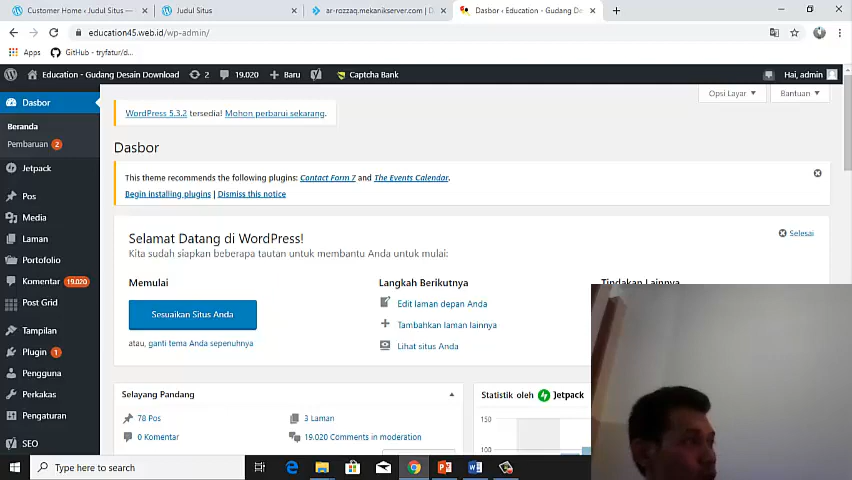 Customer Home ‹ Judul Situs —
Judul Situs
ar-rozzaq.mekanikserver.com | D
Dasbor ‹ Education - Gudang De
education45.web.id/wp-admin/
Apps
GitHub - tryfatur/d...
Education - Gudang Desain Download
2
19.020
Baru
Captcha Bank
Hai, admin
Dasbor
Beranda
Pembaruan 2
Jetpack
Pos
Media
Laman
Portofolio
Komentar 19.020
Post Grid
Tampilan
Plugin 1
Pengguna
Perkakas
Pengaturan
SEO
Opsi Layar
Bantuan
WordPress 5.3.2 tersedia! Mohon perbarui sekarang.
Dasbor
This theme recommends the following plugins: Contact Form 7 and The Events Calendar.
Begin installing plugins | Dismiss this notice
Selamat Datang di WordPress!
Selesai
Kita sudah siapkan beberapa tautan untuk membantu Anda untuk mulai:
Memulai
Sesuaikan Situs Anda
atau, ganti tema Anda sepenuhnya
Langkah Berikutnya
Edit laman depan Anda
Tambahkan laman lainnya
Lihat situs Anda
Tindakan Lainnya
Selayang Pandang
78 Pos
3 Laman
0 Komentar
19.020 Comments in moderation
Statistik oleh Jetpack
150
100
Type here to search